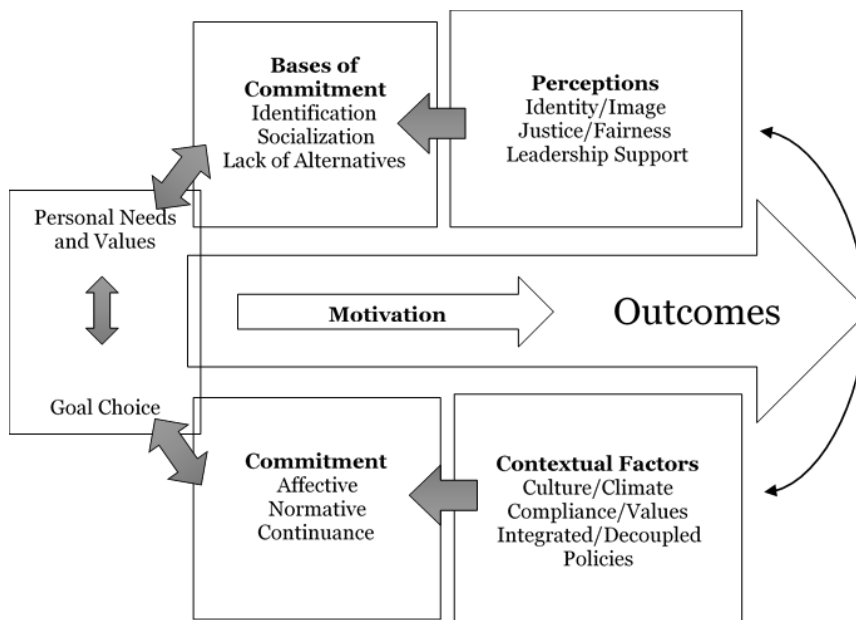 Bases of
Commitment
Identification
Socialization
Lack of Alternatives
Perceptions
Identity/Image
Justice/Fairness
Leadership Support
Personal Needs
and Values
Motivation
Outcomes
Goal Choice
Commitment
Affective
Normative
Continuance
Contextual Factors
Culture/Climate
Compliance/Values
Integrated/Decoupled
Policies